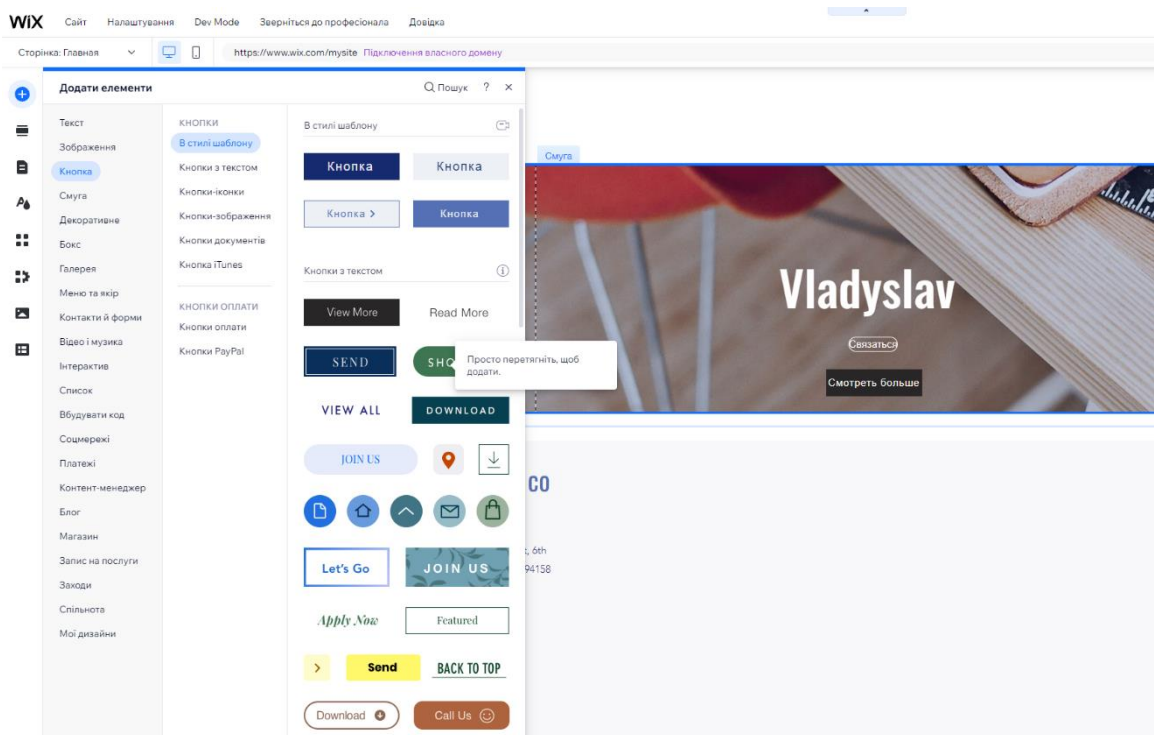 WiX Сайт Налаштування Dev Mode Зверніться до професіонала Довідка
Сторінка: Главная https://www.wix.com/mysite Підключення власного домену
Додати елементи Пошук ? ×
Текст
Зображення
Кнопка
Смуга
Декоративне
Бокс
Галерея
Меню та якір
Контакти й форми
Відео і музика
Інтерактив
Список
Вбудувати код
Соцмережі
Платежі
Контент-менеджер
Блог
Магазин
Запис на послуги
Заходи
Спільнота
Мої дизайни
КНОПКИ
В стилі шаблону
Кнопки з текстом
Кнопки-іконки
Кнопки-зображення
Кнопки документів
Кнопка iTunes
КНОПКИ ОПЛАТИ
Кнопки оплати
Кнопки PayPal
В стилі шаблону
Кнопка Кнопка
Кнопка > Кнопка
Кнопки з текстом
View More Read More
SEND
Просто перетягніть, щоб
додати.
VIEW ALL DOWNLOAD
JOIN US
Let's Go JOIN US
Apply Now Featured
> Send BACK TO TOP
Download Call Us
Смуга
Vladyslav
Связаться
Смотреть больше
co
, 6th
94158